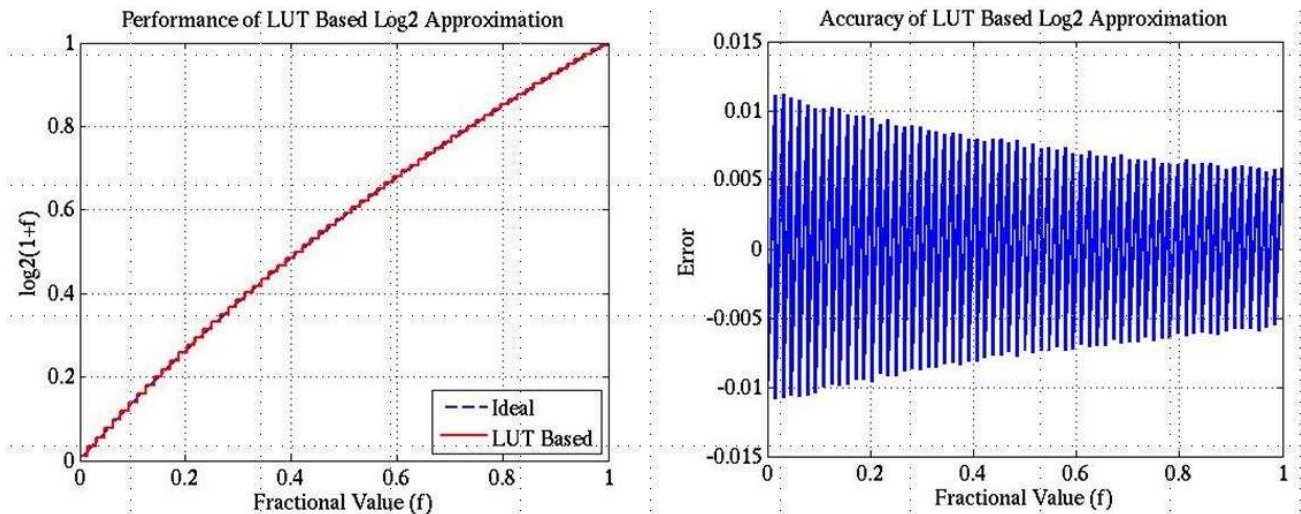 Performance of LUT Based Log2 Approximation
1
0.8
0.6
0.4
0.2
0
log2(1+f)
Ideal
LUT Based
0 0.2 0.4 0.6 0.8 1
Fractional Value (f)
Accuracy of LUT Based Log2 Approximation
0.015
0.01
0.005
0
-0.005
-0.01
-0.015
Error
0 0.2 0.4 0.6 0.8 1
Fractional Value (f)